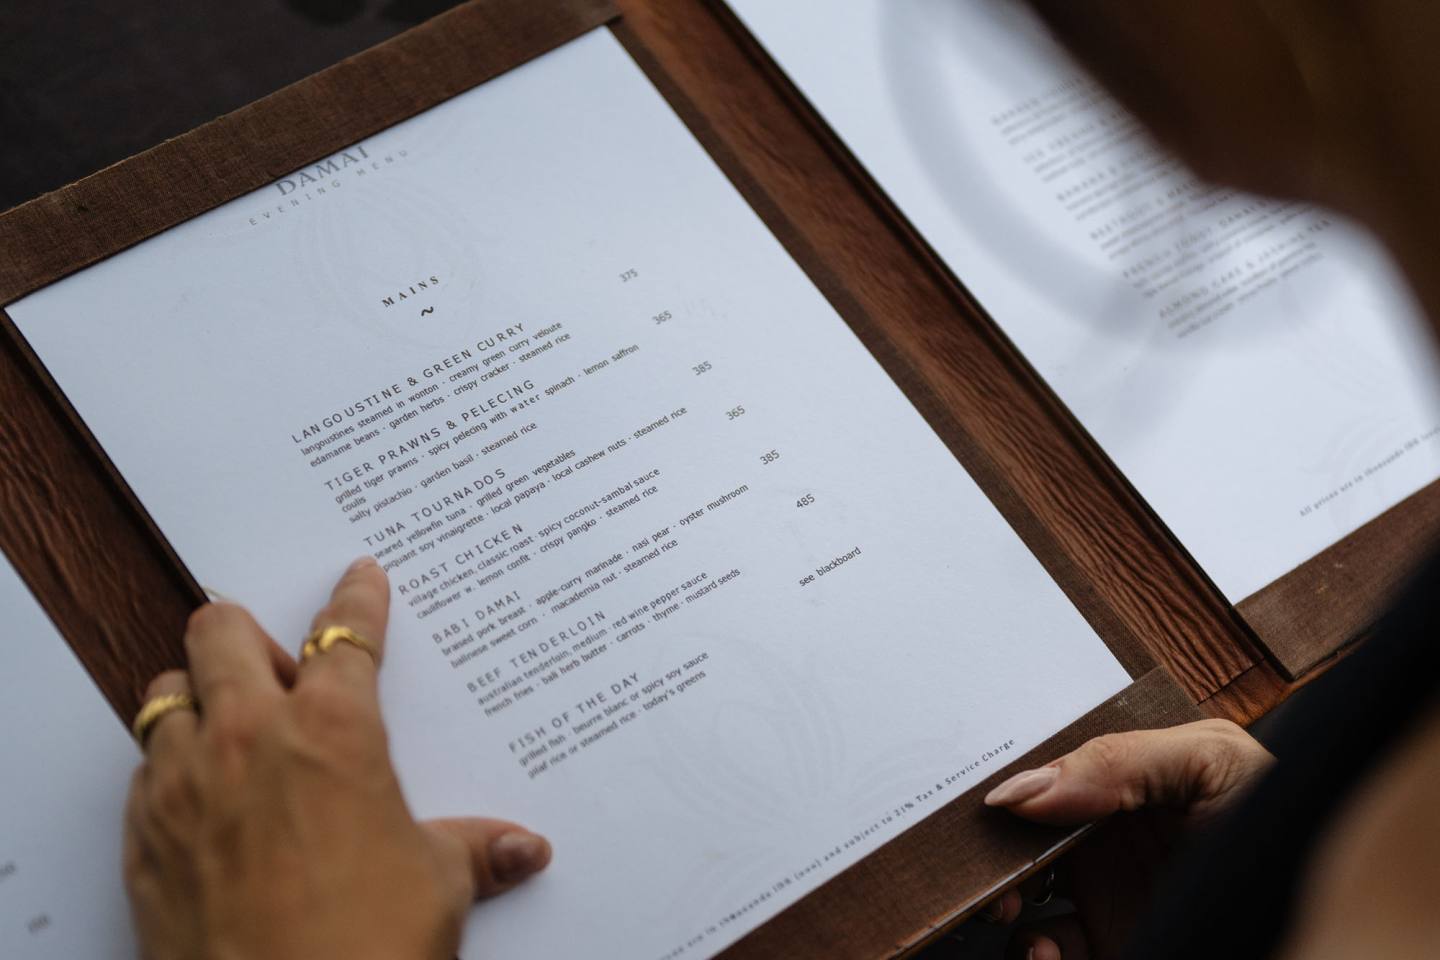 DAMAI
EVENING MENU
MAINS
~
LANGOUSTINE & GREEN CURRY 375
langoustines steamed in wonton · creamy green curry veloute
edamame beans · garden herbs · crispy cracker · steamed rice
TIGER PRAWNS & PELECING 365
grilled tiger prawns · spicy pelecing with water spinach · lemon saffron
coulis
salty pistachio · garden basil · steamed rice
TUNA TOURNADOS 385
seared yellowfin tuna · grilled green vegetables
piquant soy vinaigrette · local papaya · local cashew nuts · steamed rice
ROAST CHICKEN 365
village chicken, classic roast · spicy coconut-sambal sauce
cauliflower w. lemon confit · crispy pangko · steamed rice
BABI DAMAI 385
braised pork breast · apple-curry marinade · nasi pear · oyster mushroom
balinese sweet corn · macademia nut · steamed rice
BEEF TENDERLOIN 485
australian tenderloin, medium · red wine pepper sauce
french fries · bali herb butter · carrots · thyme · mustard seeds
FISH OF THE DAY see blackboard
grilled fish · beurre blanc or spicy soy sauce
pilaf rice or steamed rice · today's greens
are in thousands IDR (000) and subject to 21% Tax & Service Charge
ALMOND CAKE & JASMINE TEA
All prices are in thousands IDR